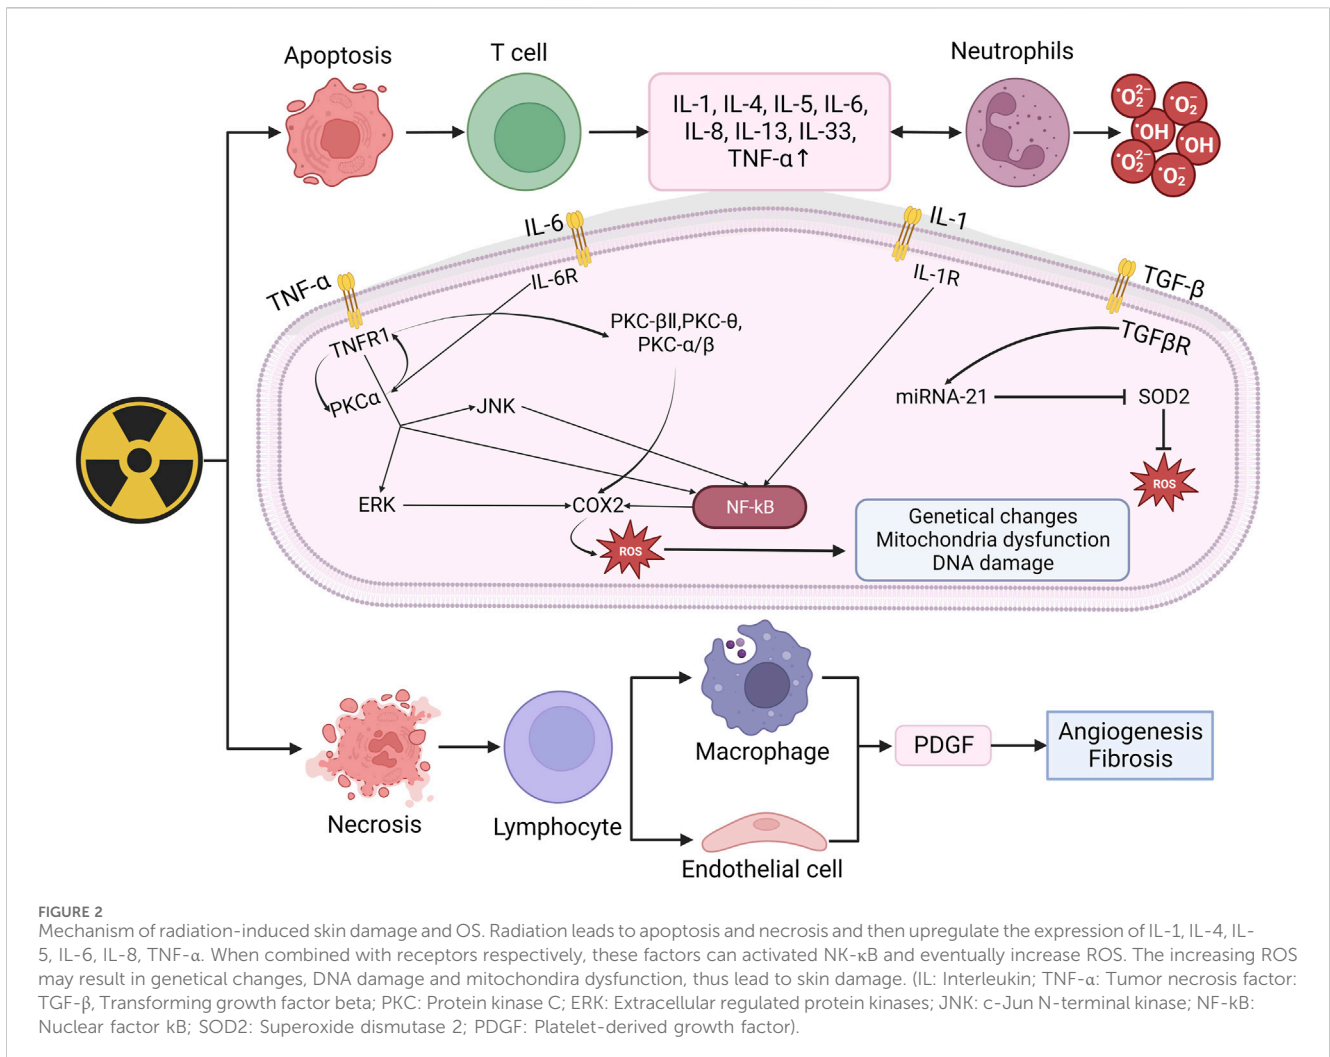 Apoptosis
T cell
Neutrophils
IL-1, IL-4, IL-5, IL-6,
IL-8, IL-13, IL-33,
TNF-α↑
•O₂²⁻
•O₂⁻
•OH
•OH
•O₂²⁻
•O₂⁻
TNF-α
IL-6
IL-1
TGF-β
TNFR1
IL-6R
IL-1R
TGFβR
PKC-βII,PKC-θ,
PKC-α/β
PKCα
JNK
miRNA-21
SOD2
ROS
ERK
COX2
NF-kB
ROS
Genetical changes
Mitochondria dysfunction
DNA damage
Necrosis
Lymphocyte
Macrophage
Endothelial cell
PDGF
Angiogenesis
Fibrosis
FIGURE 2
Mechanism of radiation-induced skin damage and OS. Radiation leads to apoptosis and necrosis and then upregulate the expression of IL-1, IL-4, IL-
5, IL-6, IL-8, TNF-α. When combined with receptors respectively, these factors can activated NK-κB and eventually increase ROS. The increasing ROS
may result in genetical changes, DNA damage and mitochondira dysfunction, thus lead to skin damage. (IL: Interleukin; TNF-α: Tumor necrosis factor:
TGF-β, Transforming growth factor beta; PKC: Protein kinase C; ERK: Extracellular regulated protein kinases; JNK: c-Jun N-terminal kinase; NF-kB:
Nuclear factor kB; SOD2: Superoxide dismutase 2; PDGF: Platelet-derived growth factor).